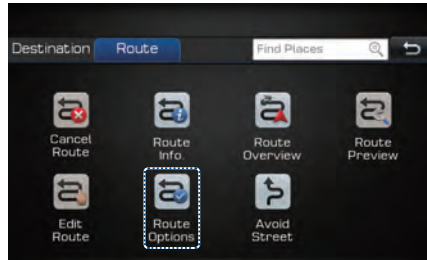 Destination
Route
Find Places
Cancel
Route
Route
Info.
Route
Overview
Route
Preview
Edit
Route
Route
Options
Avoid
Street